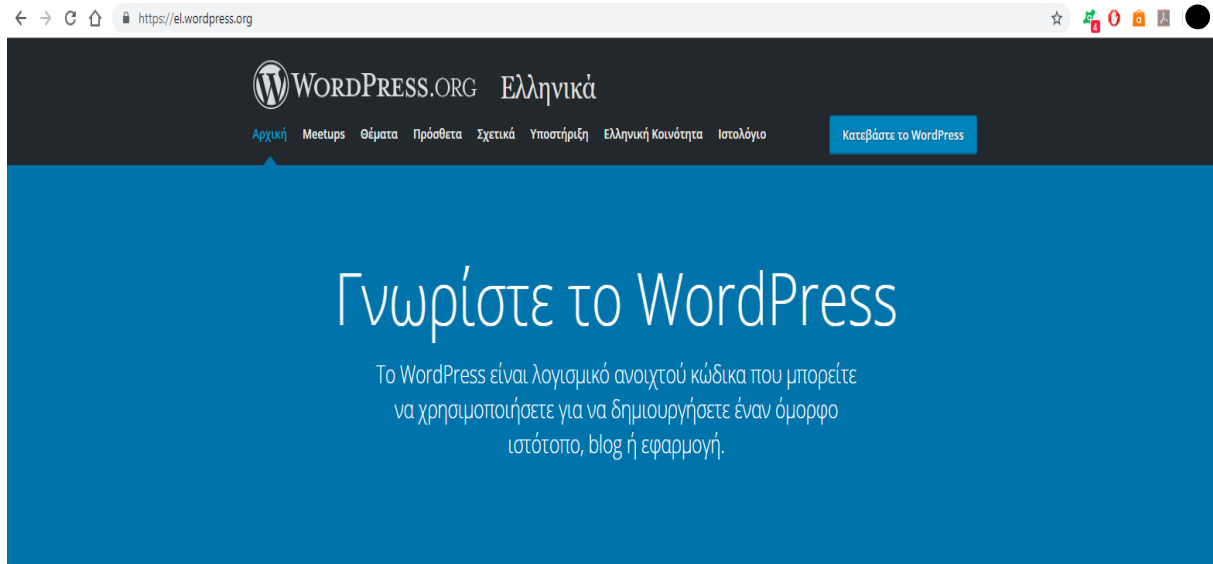 https://el.wordpress.org
4
WORDPRESS.ORG Ελληνικά
Αρχική Meetups Θέματα Πρόσθετα Σχετικά Υποστήριξη Ελληνική Κοινότητα Ιστολόγιο Κατεβάστε το WordPress
Γνωρίστε το WordPress
Το WordPress είναι λογισμικό ανοιχτού κώδικα που μπορείτε
να χρησιμοποιήσετε για να δημιουργήσετε έναν όμορφο
ιστότοπο, blog ή εφαρμογή.